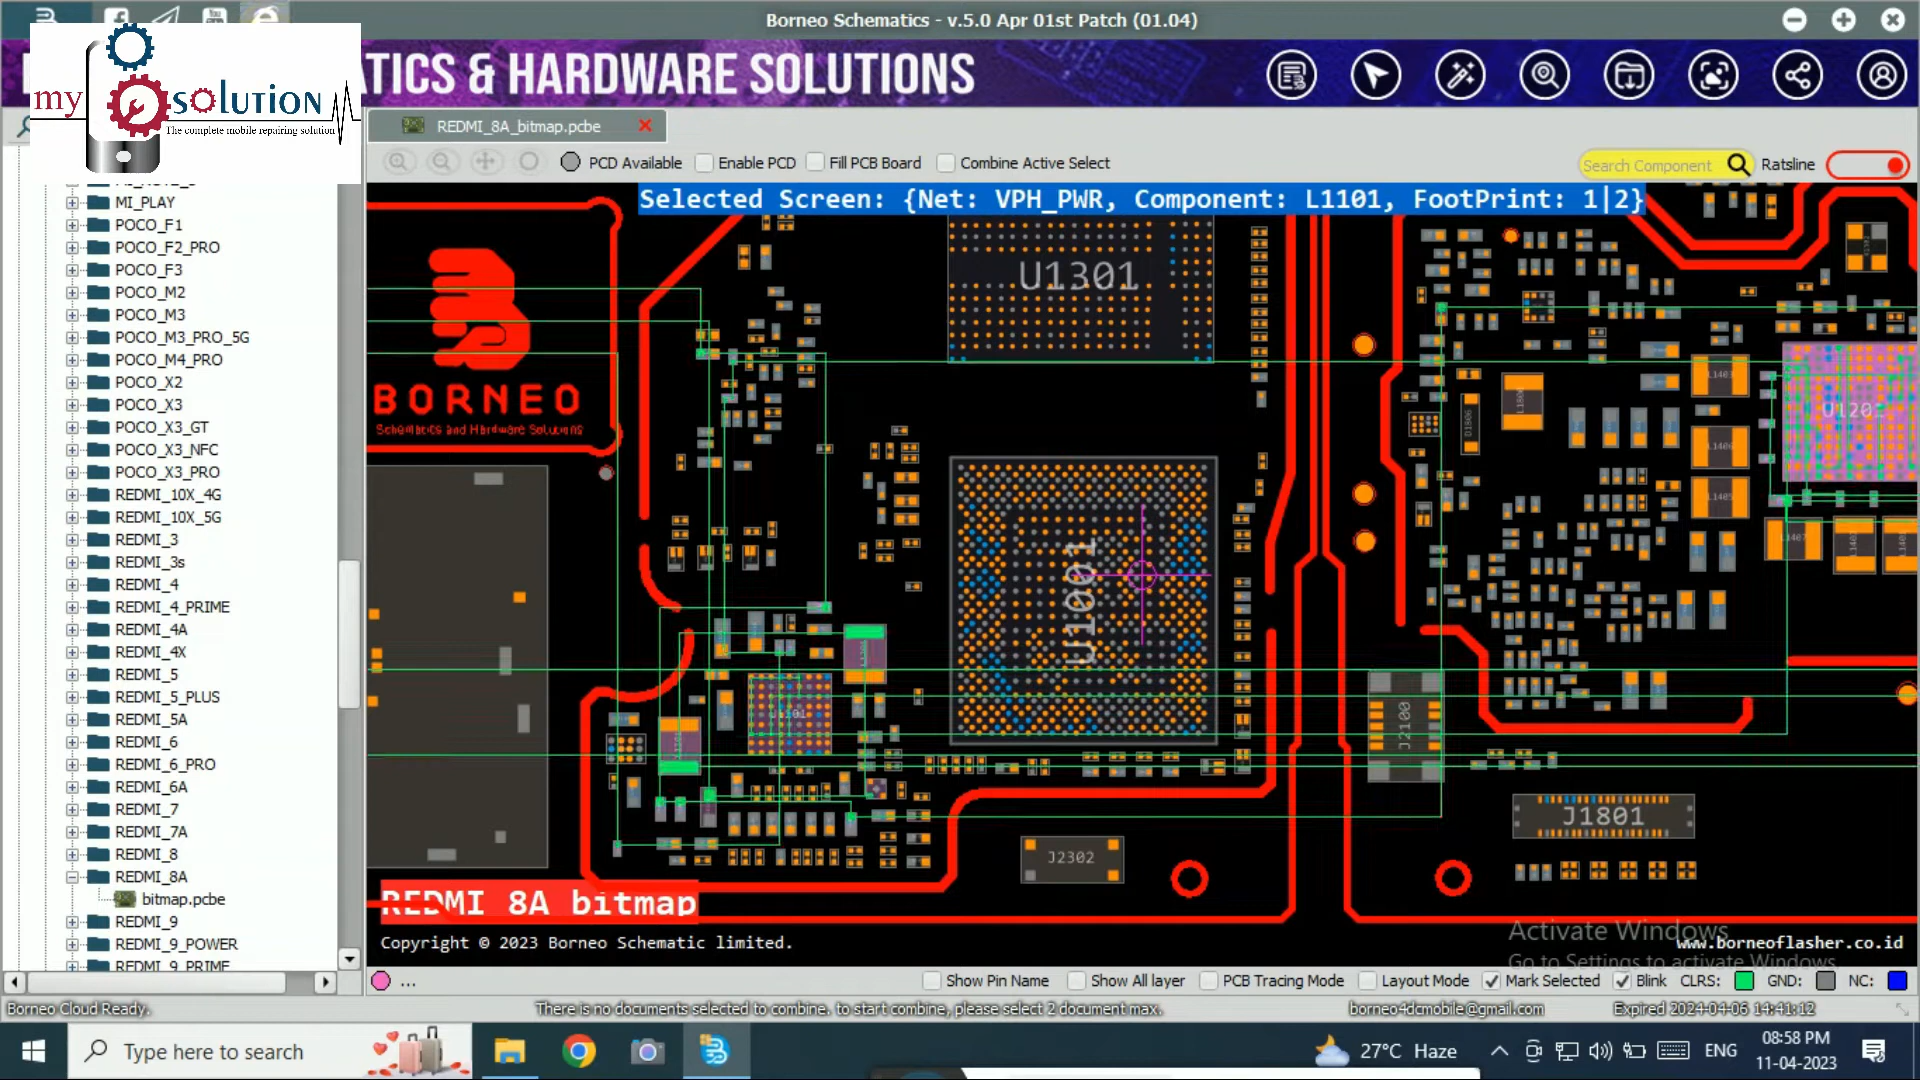 Borneo Schematics - v.5.0 Apr 01st Patch (01.04)
my solution
The complete mobile repairing solution
TICS & HARDWARE SOLUTIONS
REDMI_8A_bitmap.pcbe
PCD Available
Enable PCD
Fill PCB Board
Combine Active Select
Search Component
Ratsline
Selected Screen: {Net: VPH_PWR, Component: L1101, FootPrint: 1|2}
MI_PLAY
POCO_F1
POCO_F2_PRO
POCO_F3
POCO_M2
POCO_M3
POCO_M3_PRO_5G
POCO_M4_PRO
POCO_X2
POCO_X3
POCO_X3_GT
POCO_X3_NFC
POCO_X3_PRO
REDMI_10X_4G
REDMI_10X_5G
REDMI_3
REDMI_3s
REDMI_4
REDMI_4_PRIME
REDMI_4A
REDMI_4X
REDMI_5
REDMI_5_PLUS
REDMI_5A
REDMI_6
REDMI_6_PRO
REDMI_6A
REDMI_7
REDMI_7A
REDMI_8
REDMI_8A
bitmap.pcbe
REDMI_9
REDMI_9_POWER
REDMI_9_PRIME
BORNEO
Schematics and Hardware Solutions
U1301
U1001
J2100
J1801
J2302
REDMI 8A bitmap
Copyright © 2023 Borneo Schematic limited.
www.borneoflasher.co.id
Activate Windows
Go to Settings to activate Windows.
...
Show Pin Name
Show All layer
PCB Tracing Mode
Layout Mode
Mark Selected
Blink
CLRS:
GND:
NC:
Borneo Cloud Ready.
There is no documents selected to combine. to start combine, please select 2 document max.
borneo4dcmobile@gmail.com
Expired 2024-04-06 14:41:12
Type here to search
27°C Haze
ENG
08:58 PM
11-04-2023